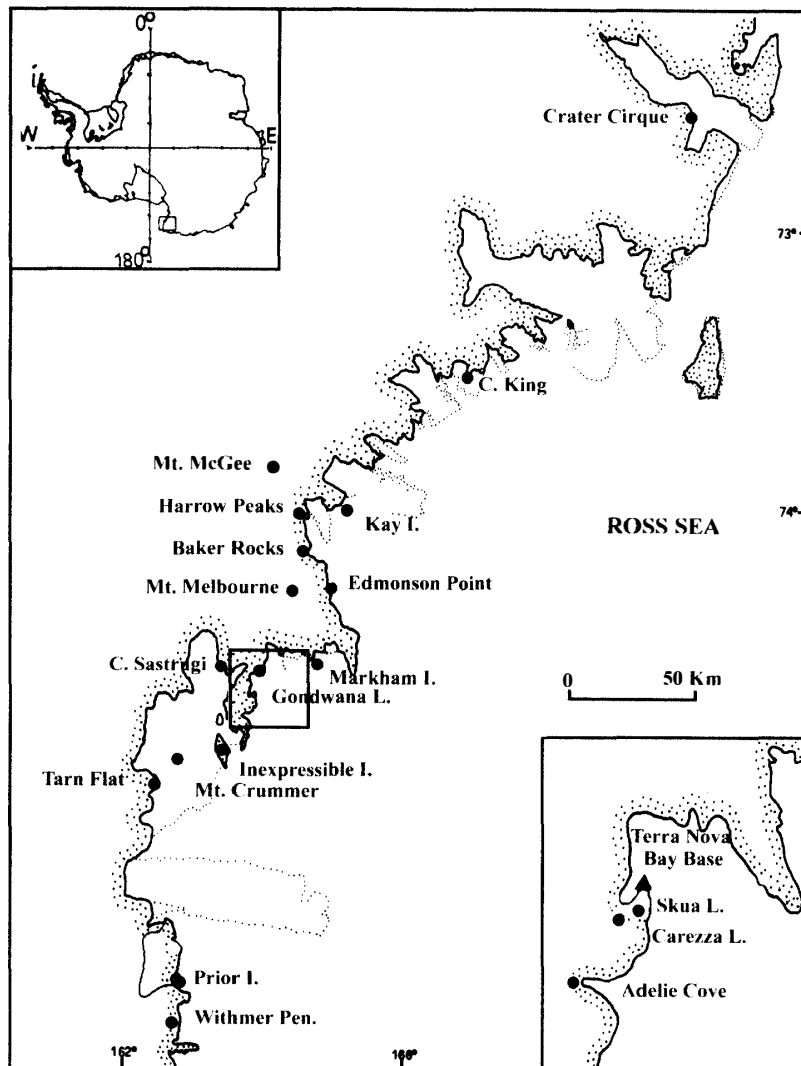 0°
W
E
180°
Crater Cirque
73°
C. King
Mt. McGee
Harrow Peaks
Kay I.
ROSS SEA
74°
Baker Rocks
Mt. Melbourne
Edmonson Point
C. Sastrugi
Markham I.
Gondwana L.
0
50 Km
Inexpressible I.
Mt. Crummer
Tarn Flat
Terra Nova
Bay Base
Skua L.
Carezza L.
Adelie Cove
Prior I.
Withmer Pen.
162°